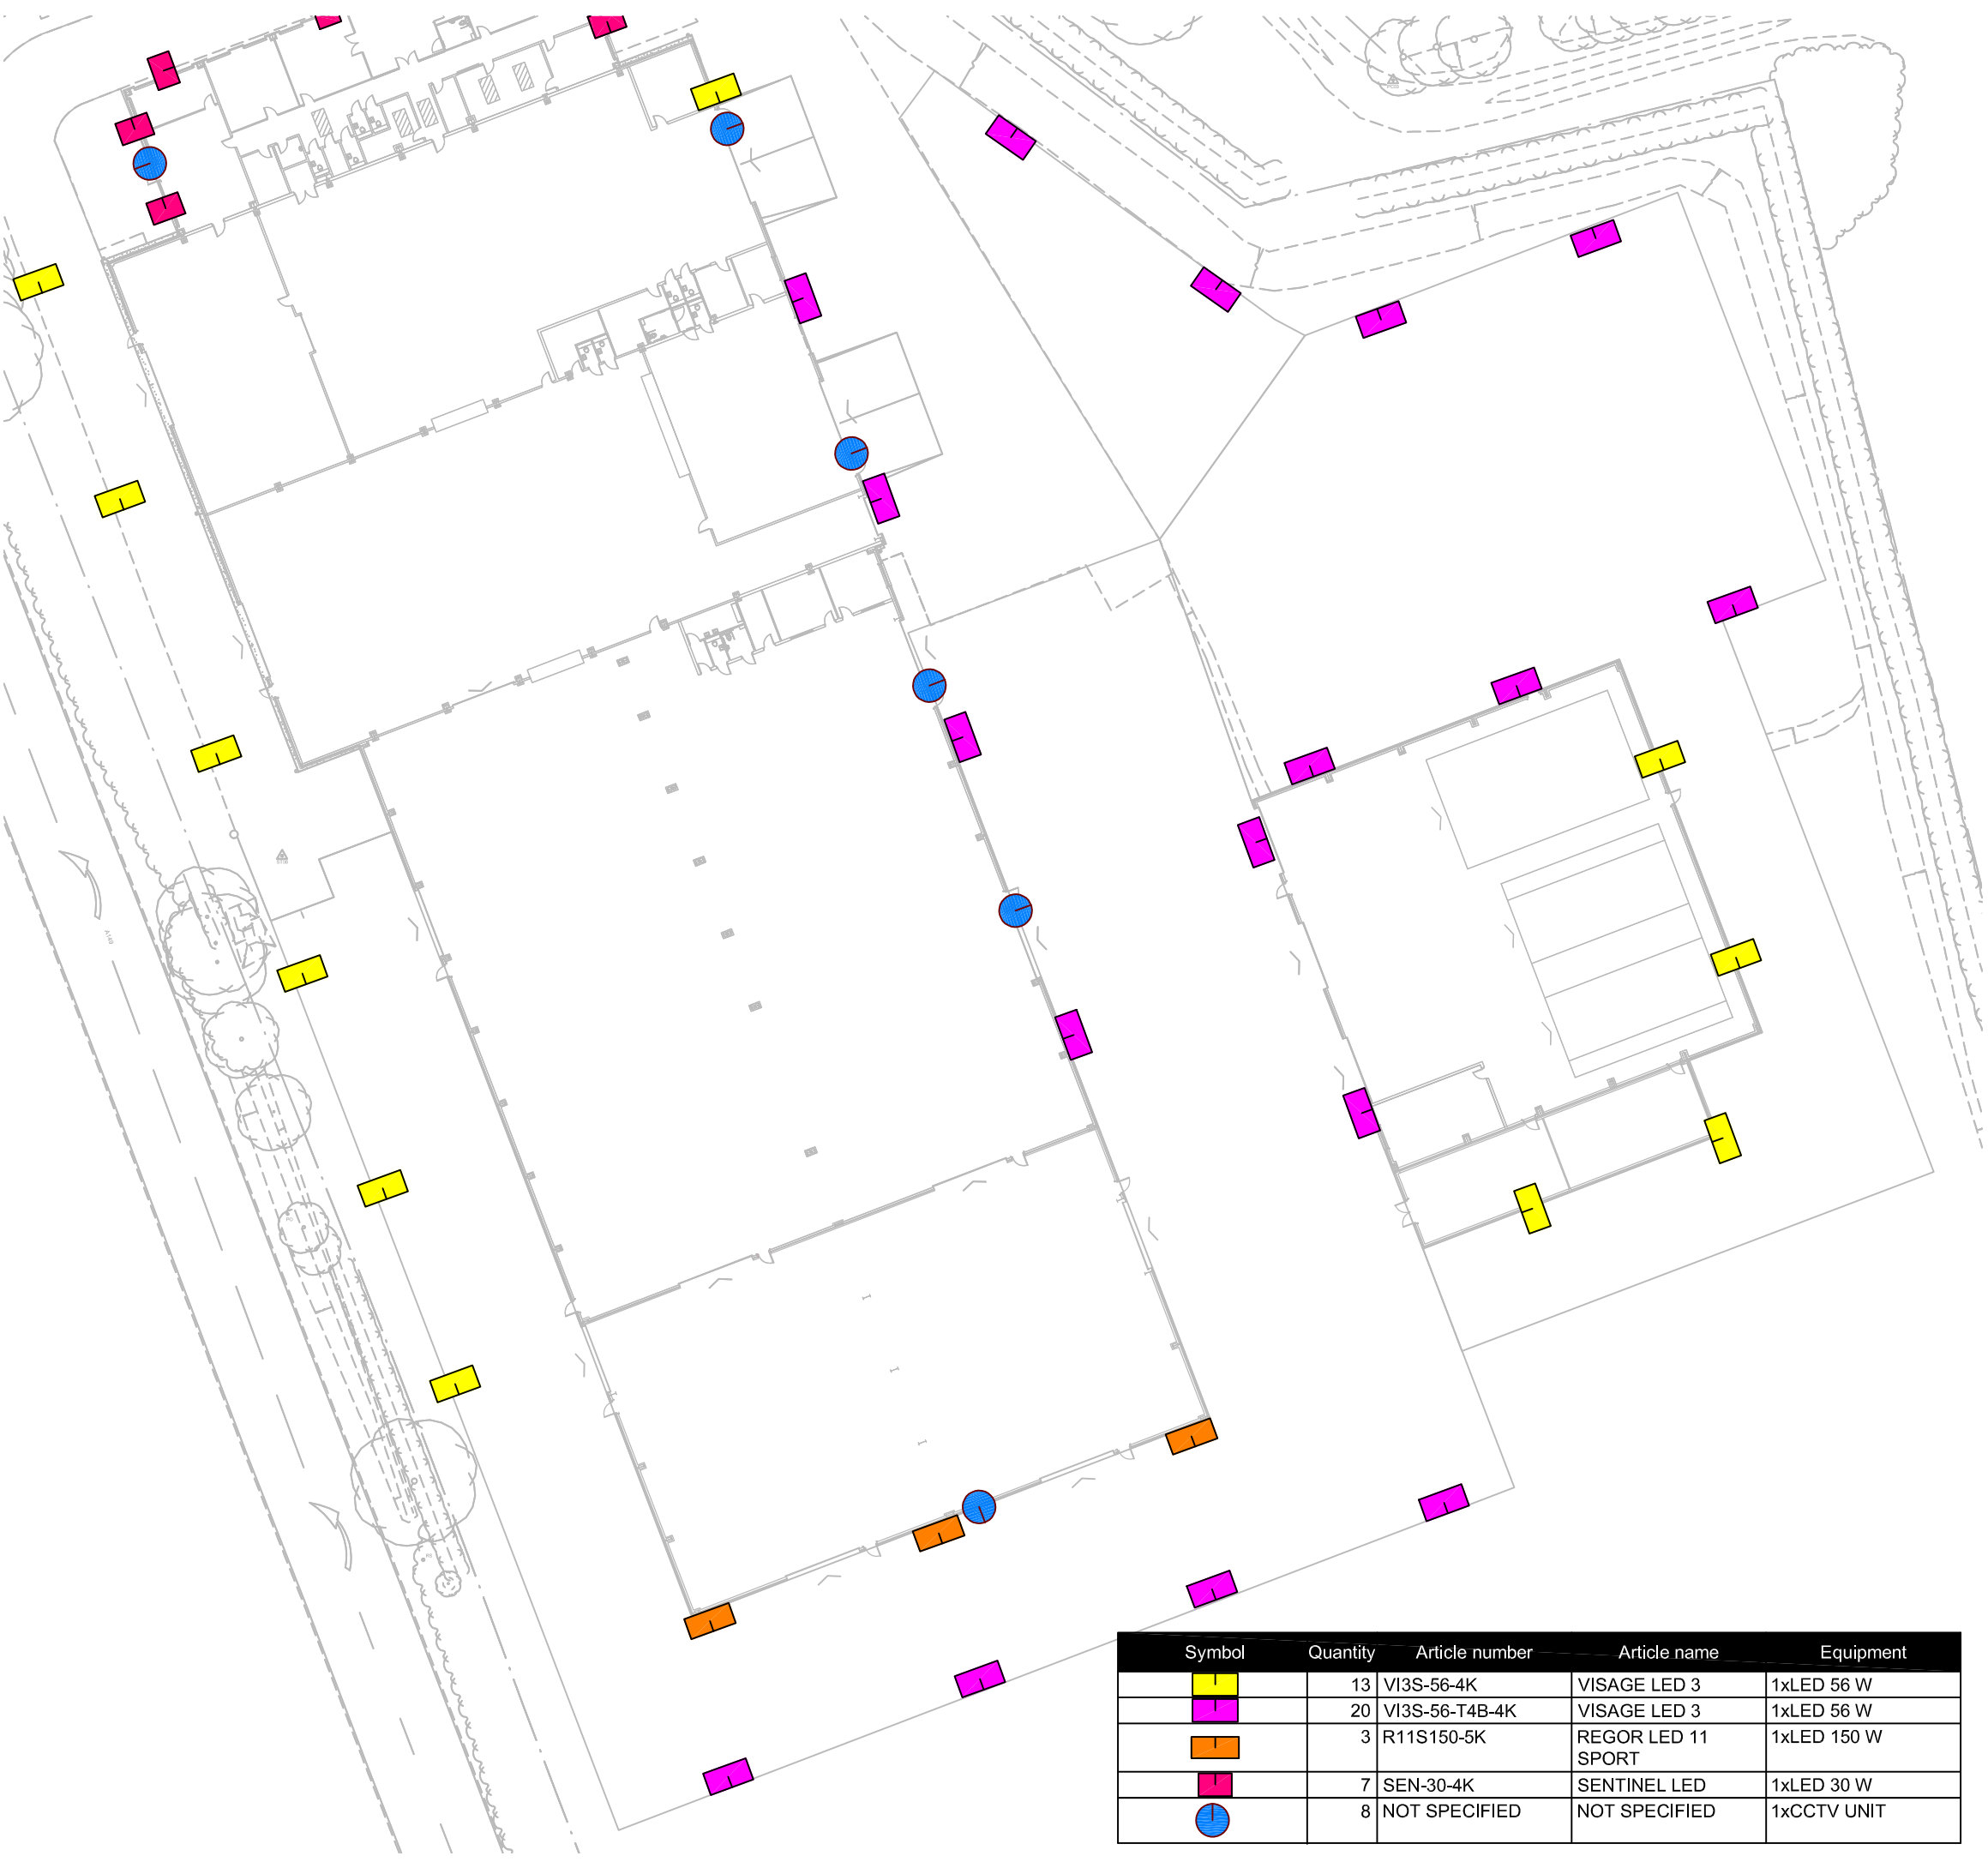 A149
Symbol Quantity Article number Article name Equipment
13 VI3S-56-4K VISAGE LED 3 1xLED 56 W
20 VI3S-56-T4B-4K VISAGE LED 3 1xLED 56 W
3 R11S150-5K REGOR LED 11 1xLED 150 W
SPORT
7 SEN-30-4K SENTINEL LED 1xLED 30 W
8 NOT SPECIFIED NOT SPECIFIED 1xCCTV UNIT